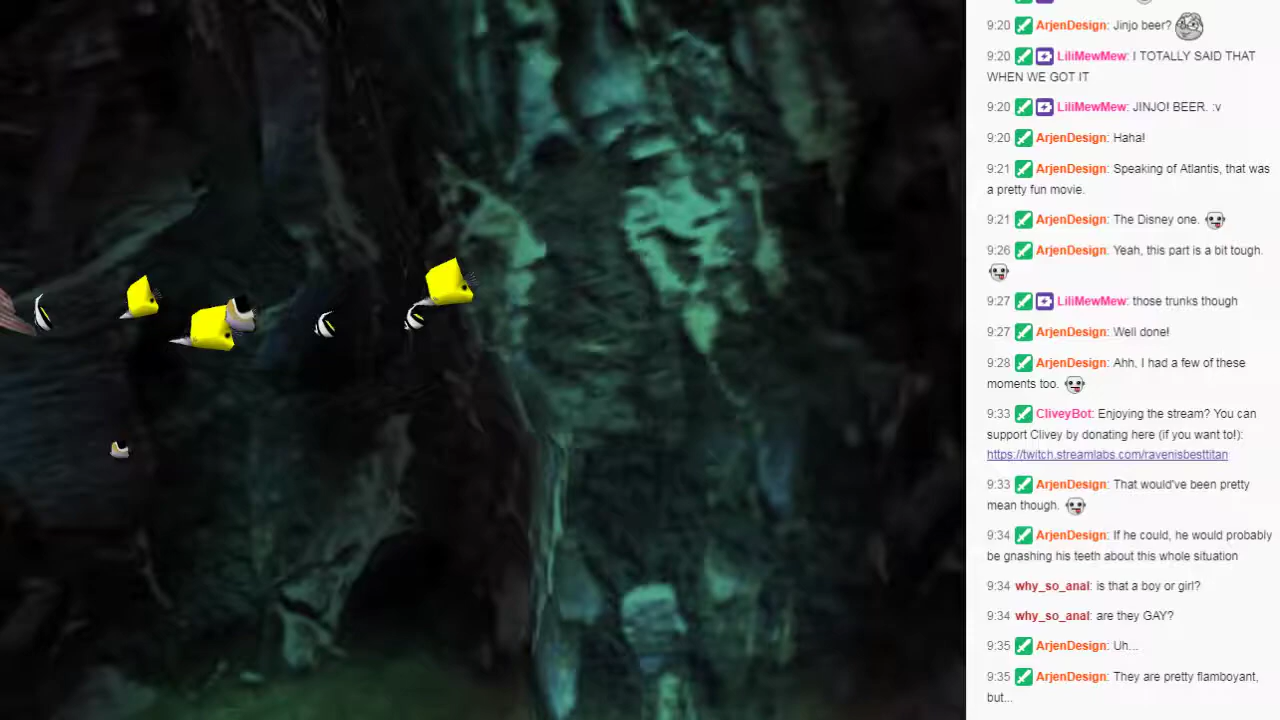 9:20 ArjenDesign: Jinjo beer?
9:20 LiliMewMew: I TOTALLY SAID THAT
WHEN WE GOT IT
9:20 LiliMewMew: JINJO! BEER. :v
9:20 ArjenDesign: Haha!
9:21 ArjenDesign: Speaking of Atlantis, that was
a pretty fun movie.
9:21 ArjenDesign: The Disney one.
9:26 ArjenDesign: Yeah, this part is a bit tough.
9:27 LiliMewMew: those trunks though
9:27 ArjenDesign: Well done!
9:28 ArjenDesign: Ahh, I had a few of these
moments too.
9:33 CliveyBot: Enjoying the stream? You can
support Clivey by donating here (if you want to!):
https://twitch.streamlabs.com/ravenisbesttitan
9:33 ArjenDesign: That would've been pretty
mean though.
9:34 ArjenDesign: If he could, he would probably
be gnashing his teeth about this whole situation
9:34 why_so_anal: is that a boy or girl?
9:34 why_so_anal: are they GAY?
9:35 ArjenDesign: Uh...
9:35 ArjenDesign: They are pretty flamboyant,
but...